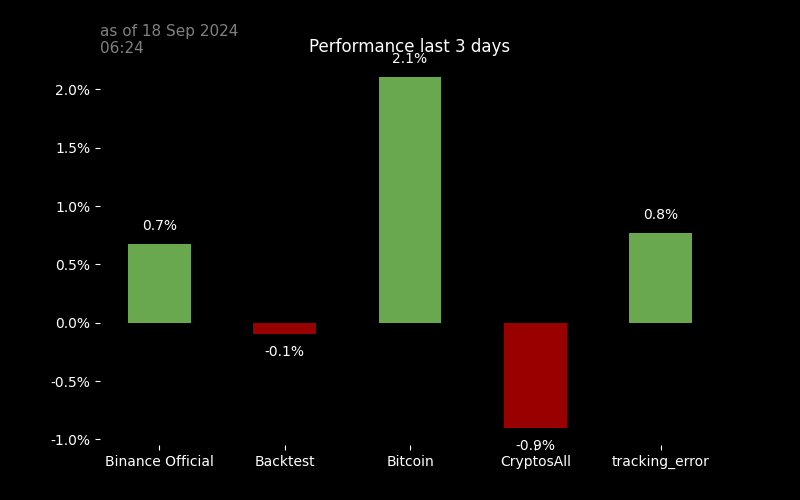 as of 18 Sep 2024
06:24
Performance last 3 days
2.1%
2.0%
1.5%
1.0%
0.5%
0.0%
-0.5%
-1.0%
0.7%
-0.1%
-0.9%
0.8%
Binance Official
Backtest
Bitcoin
CryptosAll
tracking_error